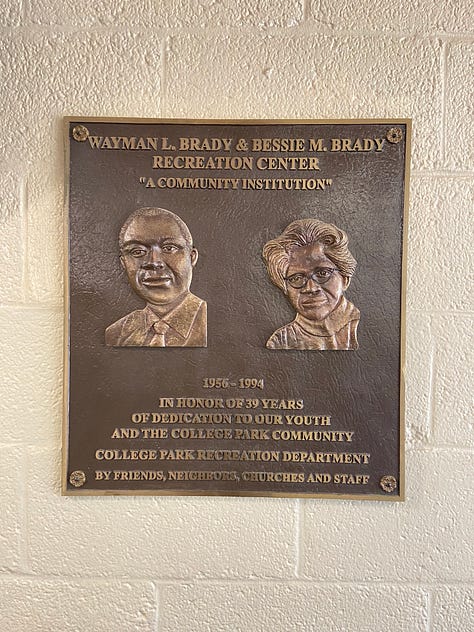 WAYMAN L. BRADY & BESSIE M. BRADY
RECREATION CENTER
"A COMMUNITY INSTITUTION"
1956 - 1994
IN HONOR OF 39 YEARS
OF DEDICATION TO OUR YOUTH
AND THE COLLEGE PARK COMMUNITY
COLLEGE PARK RECREATION DEPARTMENT
BY FRIENDS, NEIGHBORS, CHURCHES AND STAFF